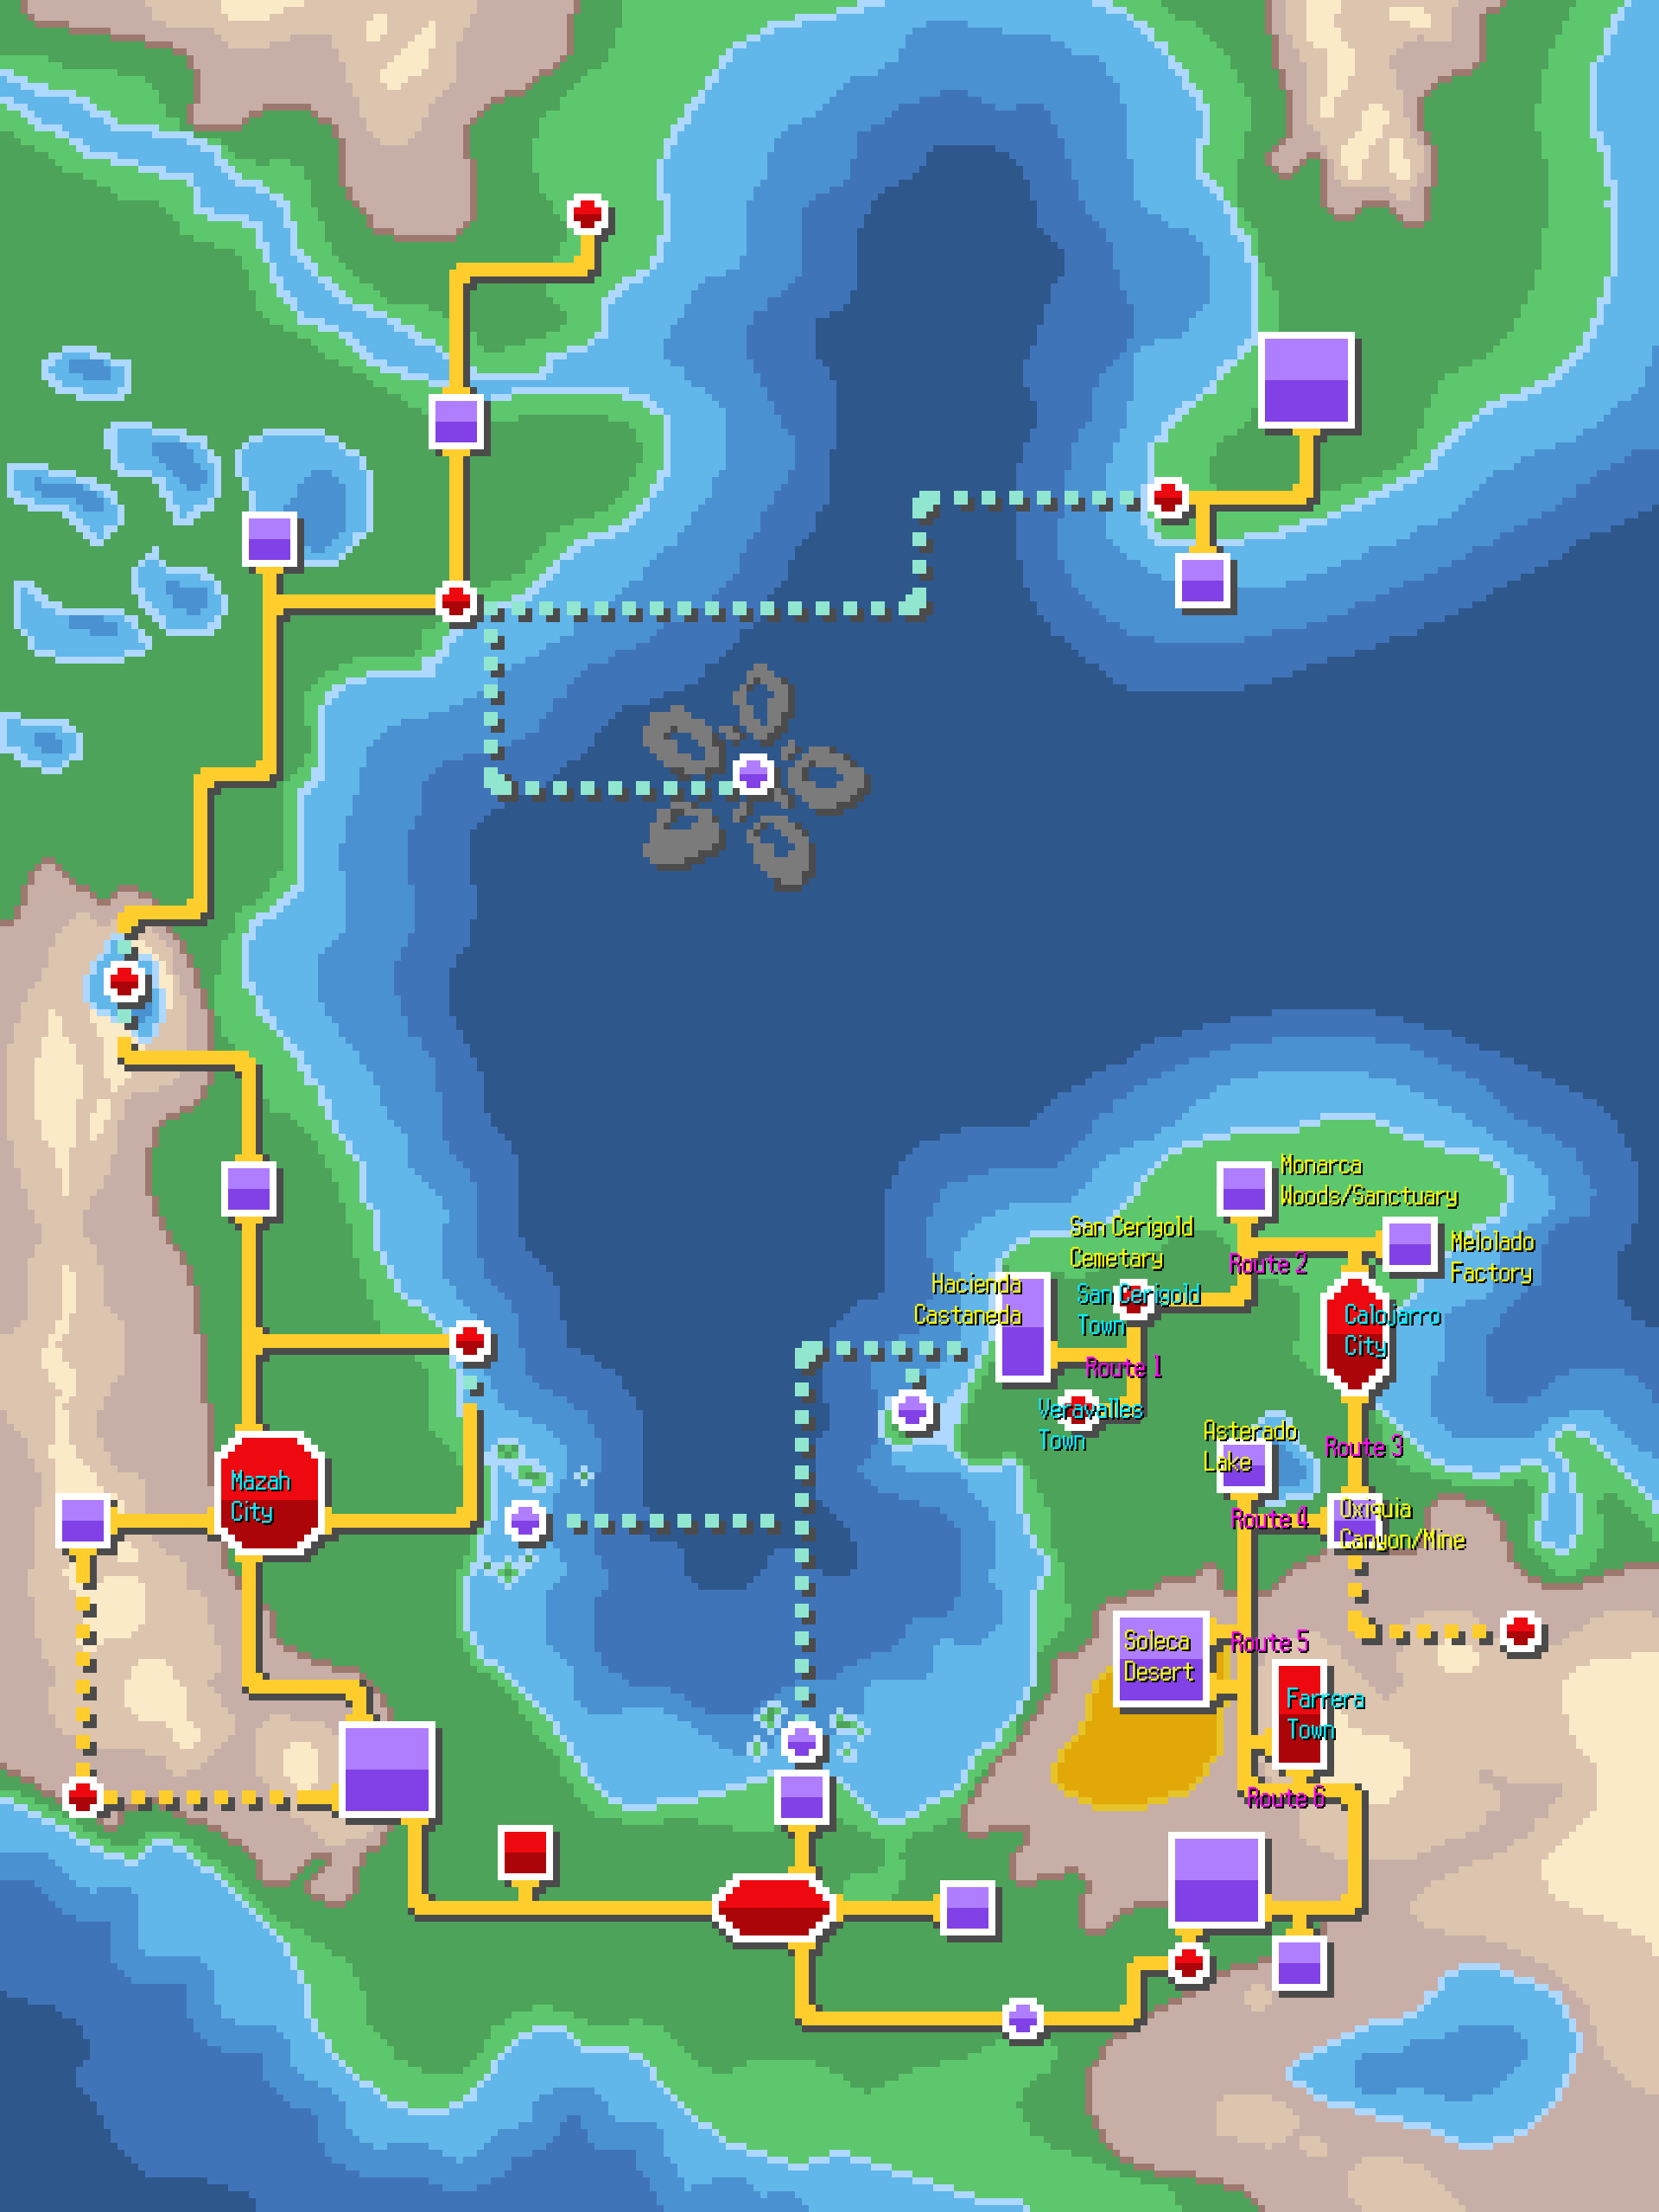 Monarca
Woods/Sanctuary
San Cerigold
Cemetary
Melolado
Factory
Route 2
Hacienda
Castaneda
San Cerigold
Town
Calojarro
City
Route 1
Veravalles
Town
Asterado
Lake
Route 3
Mazah
City
Route 4
Oxiquia
Canyon/Mine
Soleca
Desert
Route 5
Farrera
Town
Route 6